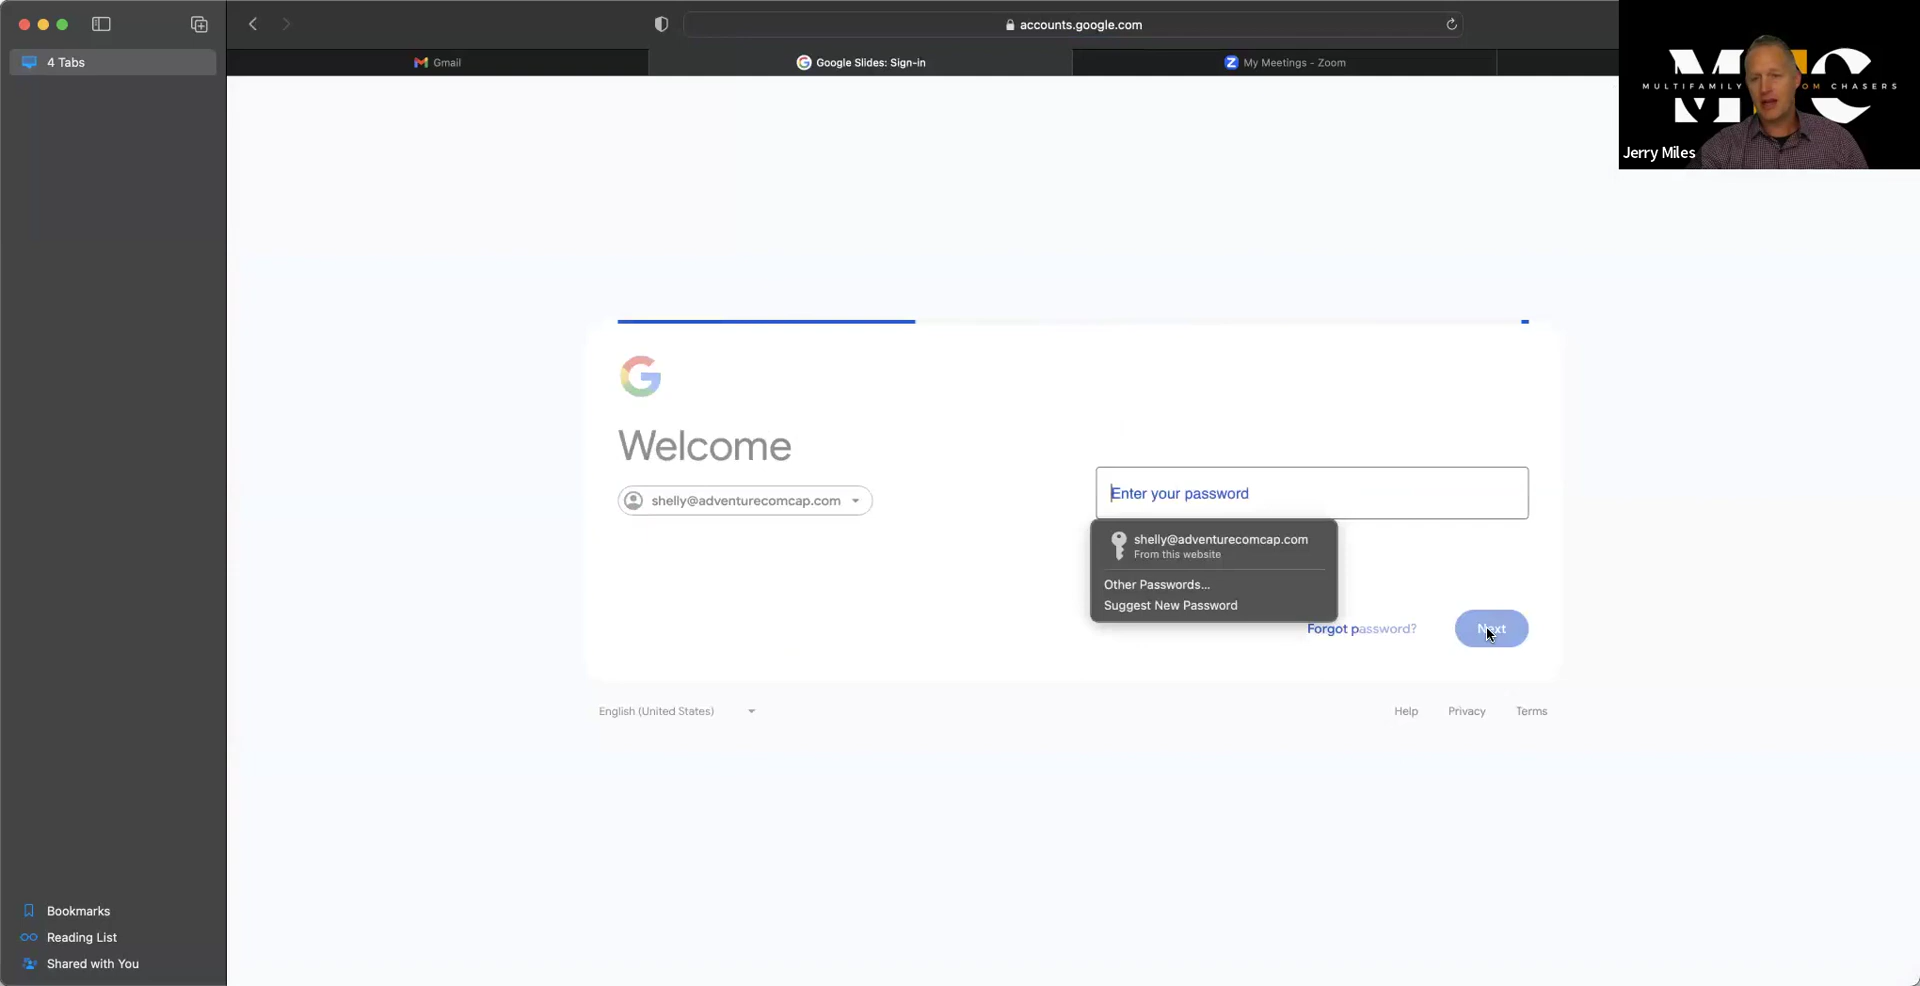 4 Tabs
accounts.google.com
Gmail
Google Slides: Sign-in
My Meetings - Zoom
MULTIFAMILY OM CHASERS
Jerry Miles
Welcome
shelly@adventurecomcap.com
Enter your password
shelly@adventurecomcap.com
From this website
Other Passwords...
Suggest New Password
Forgot password?
Next
English (United States)
Help
Privacy
Terms
Bookmarks
Reading List
Shared with You